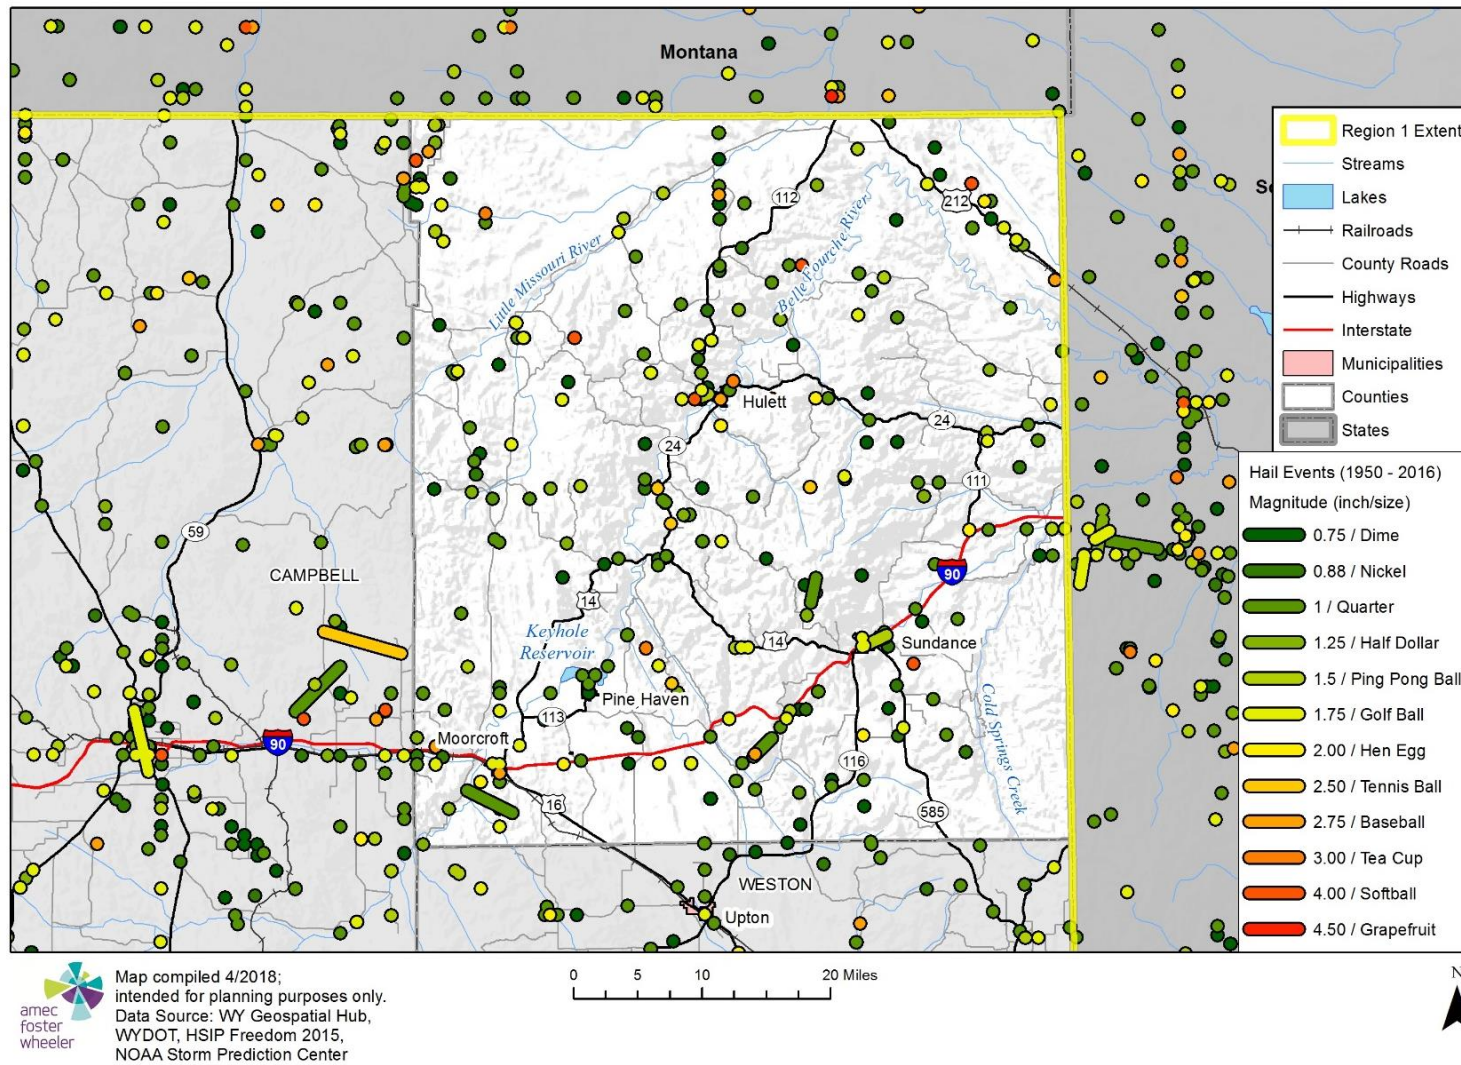 Montana
Region 1 Extent
Streams
Lakes
Railroads
County Roads
Highways
Interstate
Municipalities
Counties
States
Hail Events (1950 - 2016)
Magnitude (inch/size)
0.75 / Dime
0.88 / Nickel
1 / Quarter
1.25 / Half Dollar
1.5 / Ping Pong Ball
1.75 / Golf Ball
2.00 / Hen Egg
2.50 / Tennis Ball
2.75 / Baseball
3.00 / Tea Cup
4.00 / Softball
4.50 / Grapefruit
112
212
Little Missouri River
Belle Fourche River
Hulett
24
24
111
59
CAMPBELL
90
14
Keyhole
Reservoir
14
Sundance
Pine Haven
113
Cold Springs Creek
90
Moorcroft
116
16
585
WESTON
Upton
amec
foster
wheeler
Map compiled 4/2018;
intended for planning purposes only.
Data Source: WY Geospatial Hub,
WYDOT, HSIP Freedom 2015,
NOAA Storm Prediction Center
0 5 10 20 Miles
N